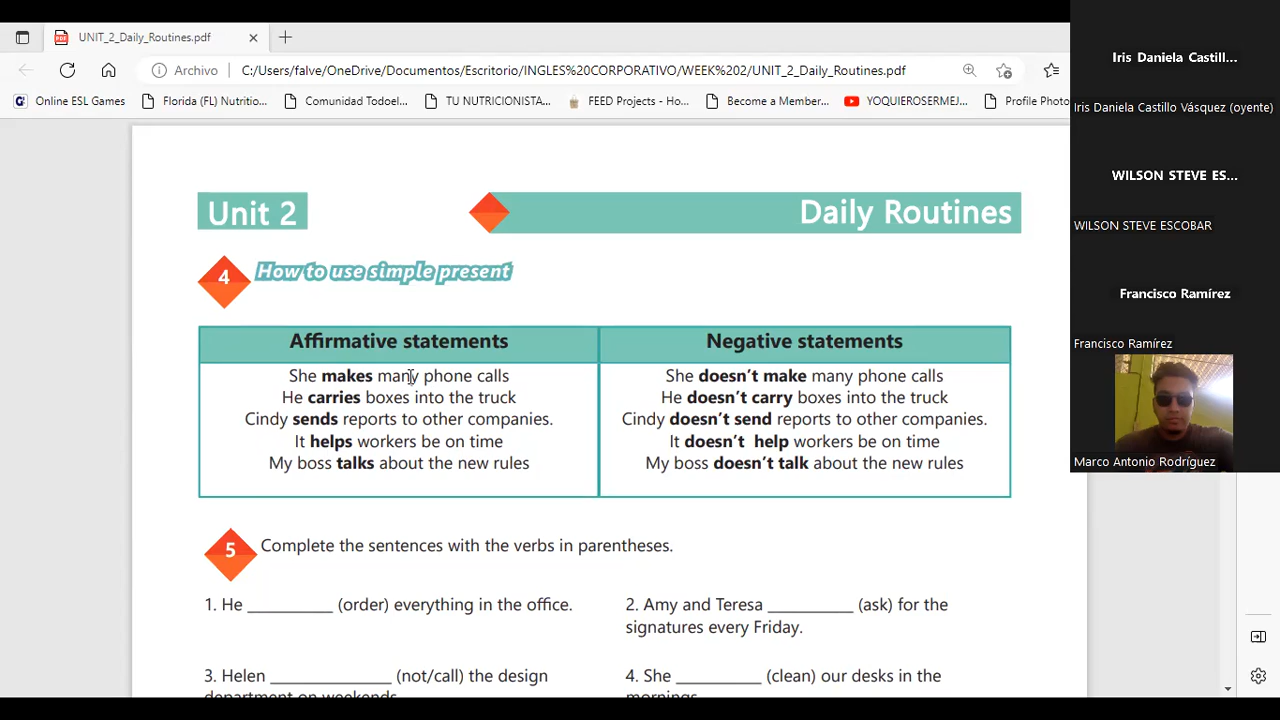 UNIT_2_Daily_Routines.pdf
Archivo C:/Users/falve/OneDrive/Documentos/Escritorio/INGLES%20CORPORATIVO/WEEK%202/UNIT_2_Daily_Routines.pdf
Online ESL Games Florida (FL) Nutritio... Comunidad Todoel... TU NUTRICIONISTA... FEED Projects - Ho... Become a Member... YOQUIEROSERMEJ... Profile Photo
Unit 2 Daily Routines
4 How to use simple present
Affirmative statements
She makes many phone calls
He carries boxes into the truck
Cindy sends reports to other companies.
It helps workers be on time
My boss talks about the new rules
Negative statements
She doesn't make many phone calls
He doesn't carry boxes into the truck
Cindy doesn't send reports to other companies.
It doesn't help workers be on time
My boss doesn't talk about the new rules
5 Complete the sentences with the verbs in parentheses.
1. He __________ (order) everything in the office.
2. Amy and Teresa __________ (ask) for the
signatures every Friday.
3. Helen ______________ (not/call) the design
department on weekends
4. She __________ (clean) our desks in the
mornings
Iris Daniela Castill...
Iris Daniela Castillo Vásquez (oyente)
WILSON STEVE ES...
WILSON STEVE ESCOBAR
Francisco Ramírez
Francisco Ramírez
Marco Antonio Rodríguez